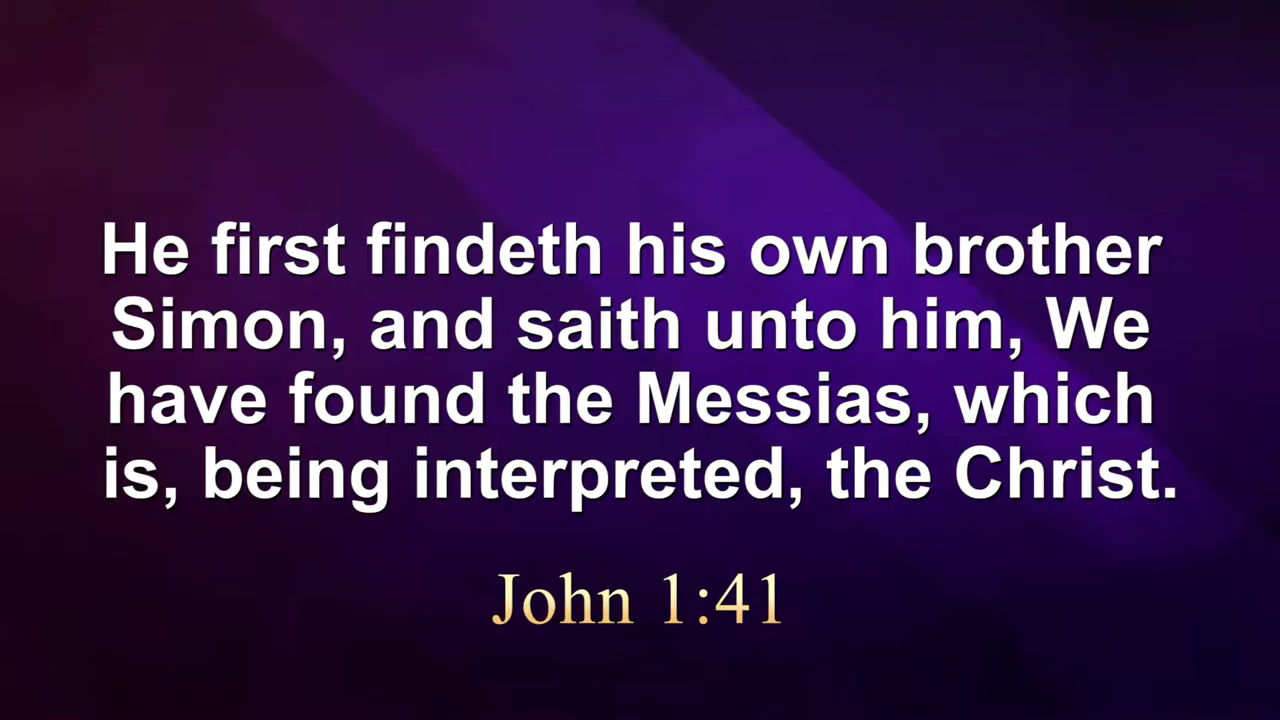 He first findeth his own brother
Simon, and saith unto him, We
have found the Messias, which
is, being interpreted, the Christ.
John 1:41